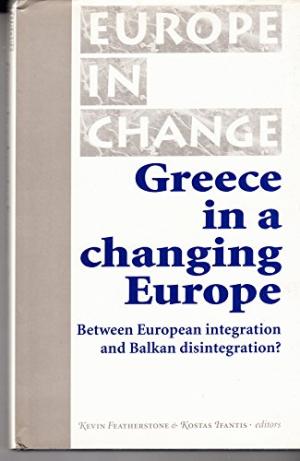 EUROPE
IN
CHANGE
Greece
in a
changing
Europe
Between European integration
and Balkan disintegration?
KEVIN FEATHERSTONE & KOSTAS IFANTIS · editors